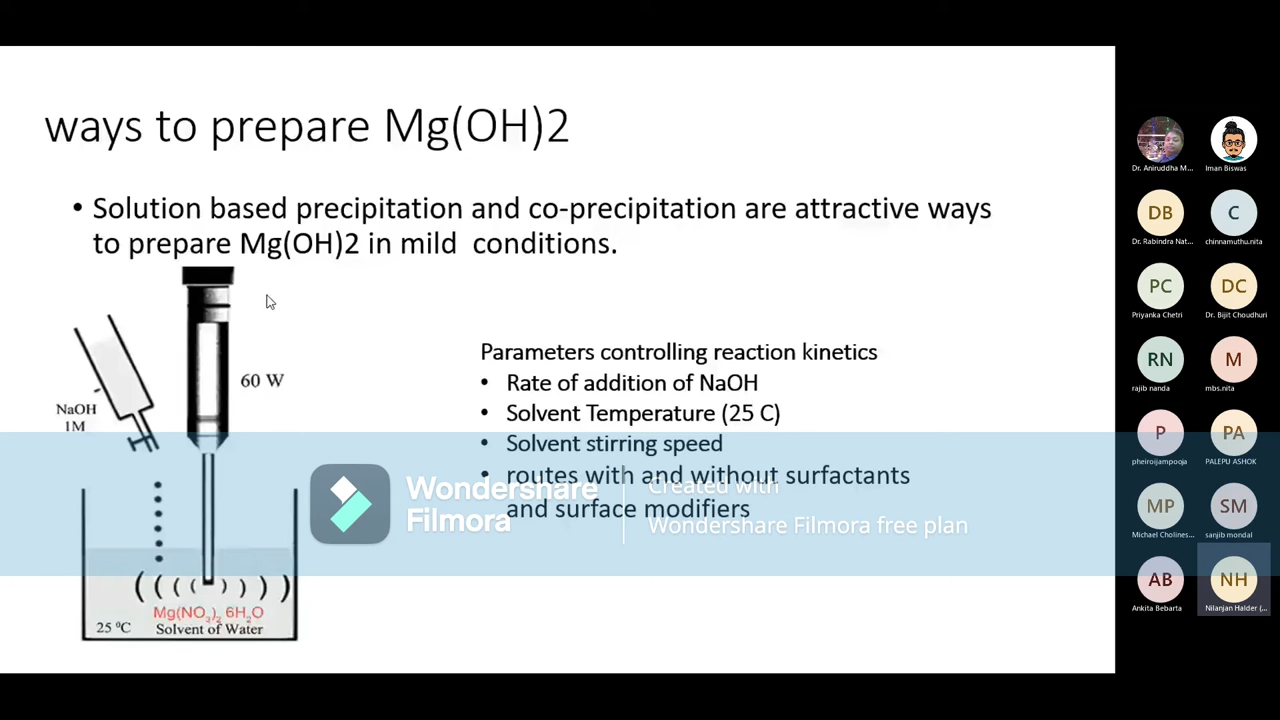 ways to prepare Mg(OH)2
• Solution based precipitation and co-precipitation are attractive ways
to prepare Mg(OH)2 in mild conditions.
60 W
NaOH
1M
Mg(NO3)2 6H2O
25 ⁰C
Solvent of Water
Parameters controlling reaction kinetics
• Rate of addition of NaOH
• Solvent Temperature (25 C)
• Solvent stirring speed
• routes with and without surfactants
and surface modifiers
Wondershare
Filmora
Created with
Wondershare Filmora free plan
Dr. Aniruddha M...
Iman Biswas
DB
Dr. Rabindra Nat...
C
chinnamuthu.nita
PC
Priyanka Chetri
DC
Dr. Bijit Choudhuri
RN
rajib nanda
M
mbs.nita
P
pheiroijampooja
PA
PALEPU ASHOK
MP
Michael Cholines...
SM
sanjib mondal
AB
Ankita Bebarta
NH
Nilanjan Halder (...